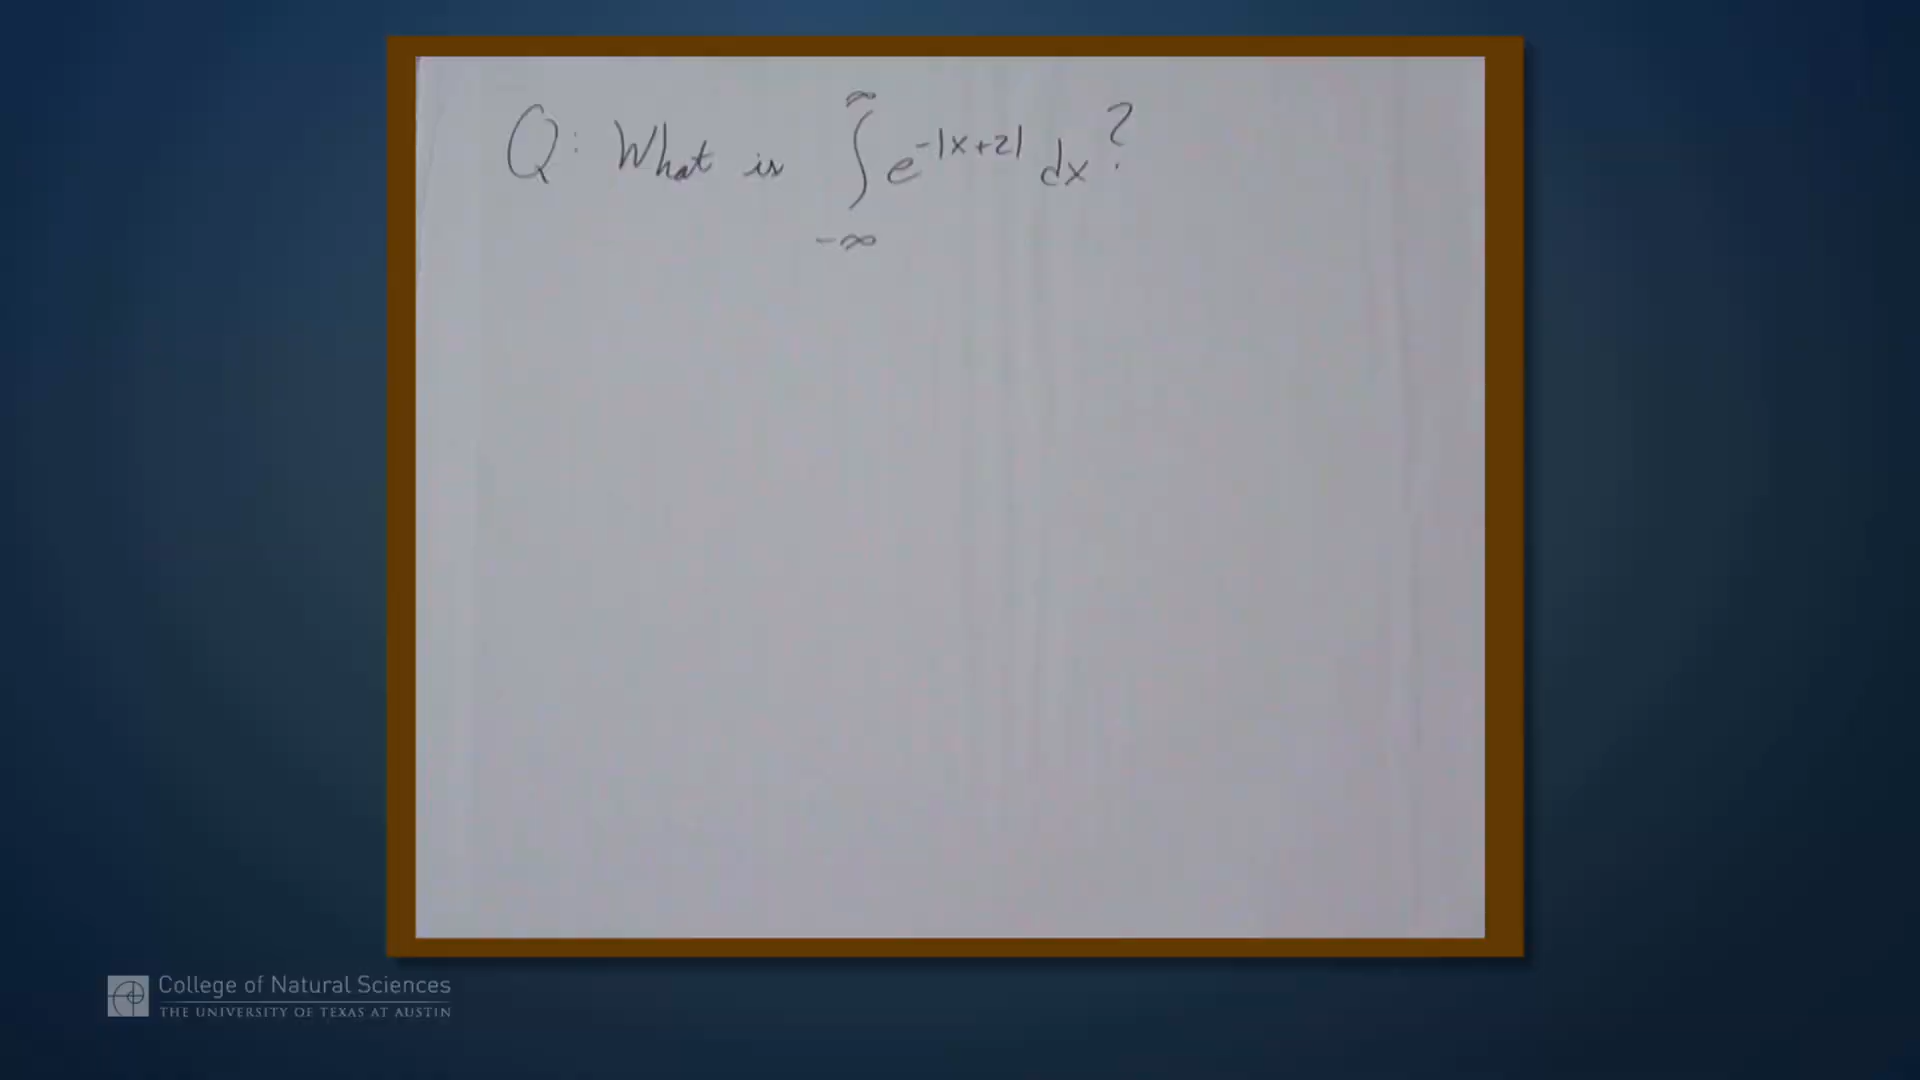 Q: What is ∫_{-∞}^{∞} e^{-|x+2|} dx?
College of Natural Sciences
THE UNIVERSITY OF TEXAS AT AUSTIN